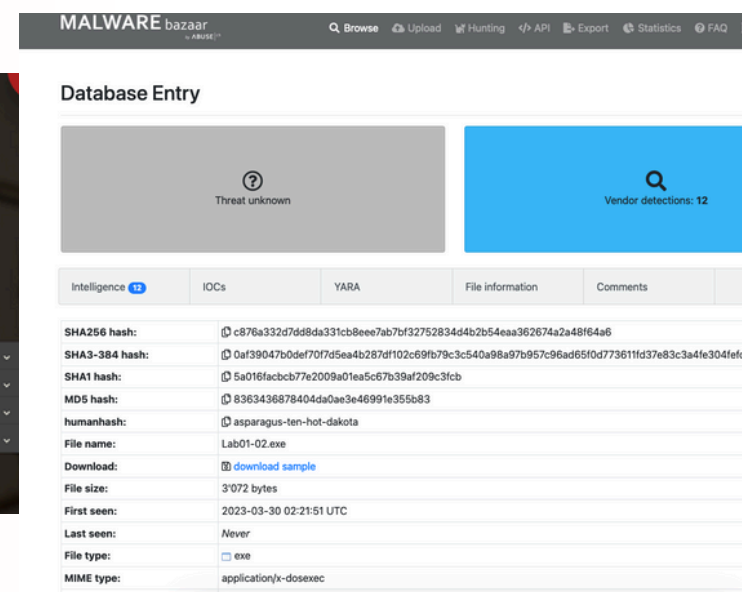 MALWARE bazaar
by ABUSE|ch
Browse Upload Hunting </> API Export Statistics FAQ
Database Entry
Threat unknown
Vendor detections: 12
Intelligence 12 IOCs YARA File information Comments
SHA256 hash: c876a332d7dd8da331cb8eee7ab7bf32752834d4b2b54eaa362674a2a48f64a6
SHA3-384 hash: 0af39047b0def70f7d5ea4b287df102c69fb79c3c540a98a97b957c96ad65f0d773611fd37e83c3a4fe304fefc
SHA1 hash: 5a016facbcb77e2009a01ea5c67b39af209c3fcb
MD5 hash: 8363436878404da0ae3e46991e355b83
humanhash: asparagus-ten-hot-dakota
File name: Lab01-02.exe
Download: download sample
File size: 3'072 bytes
First seen: 2023-03-30 02:21:51 UTC
Last seen: Never
File type: exe
MIME type: application/x-dosexec